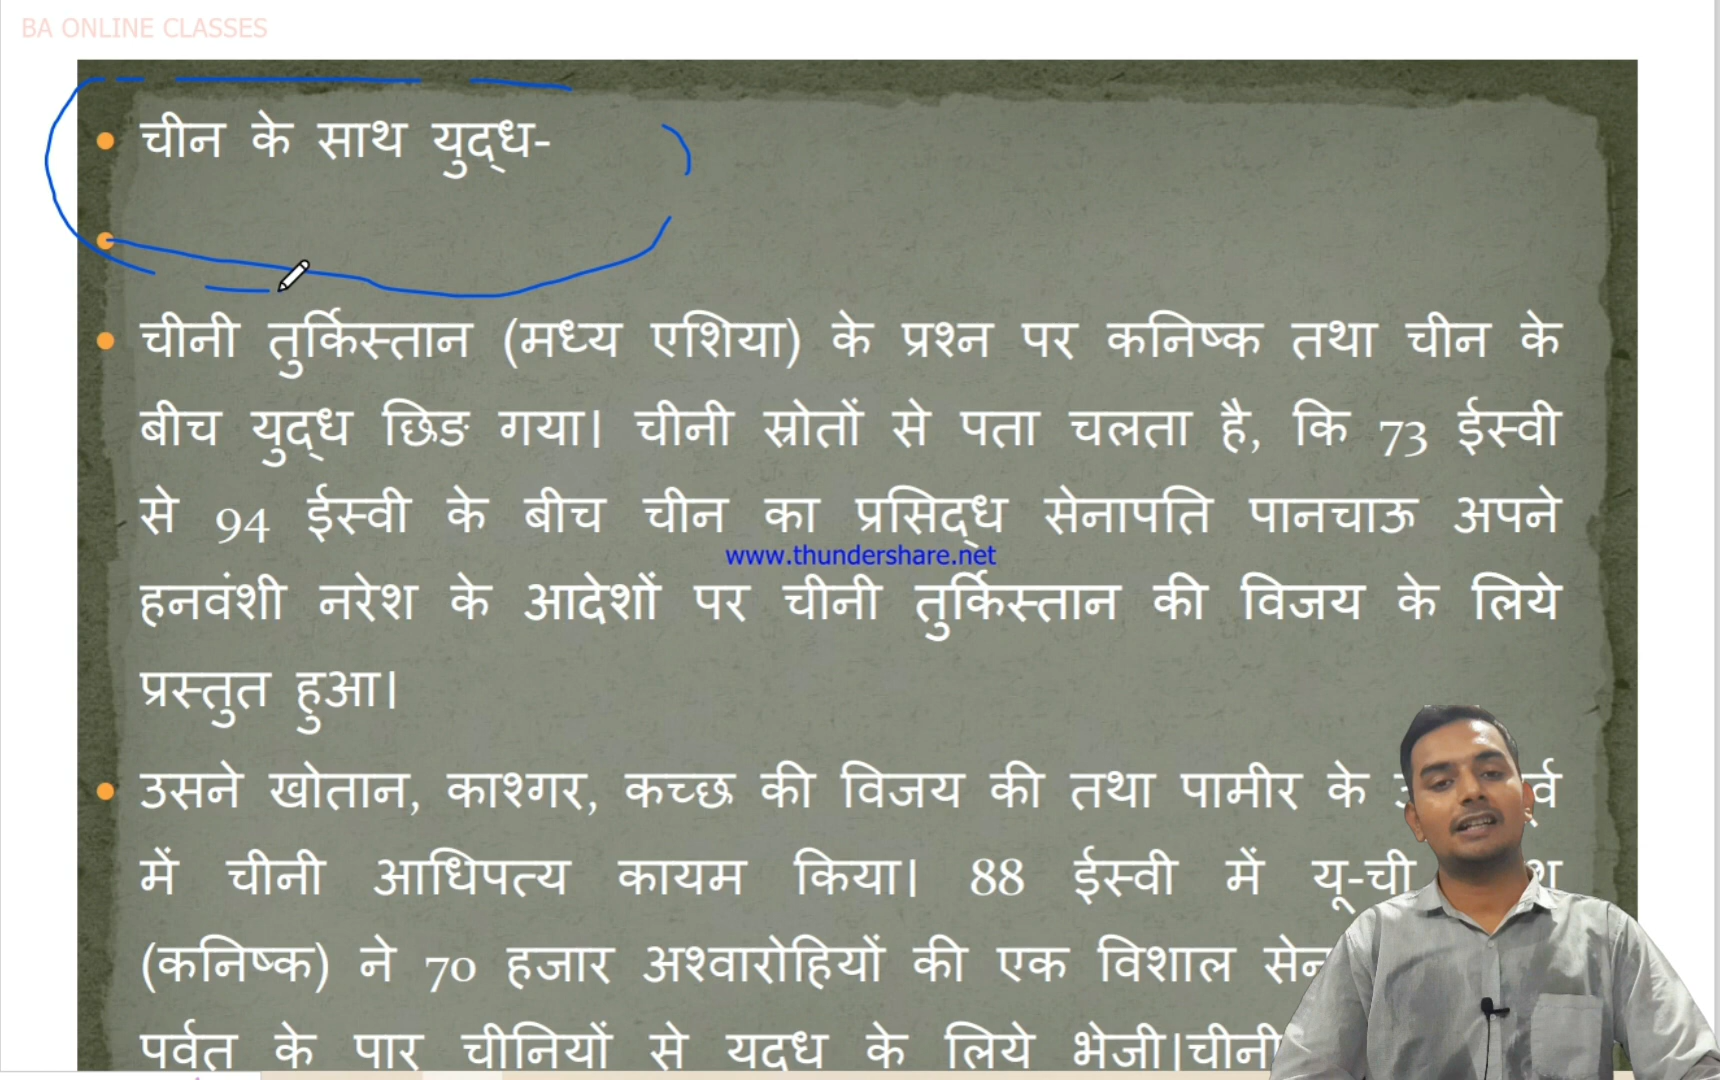 BA ONLINE CLASSES
चीन के साथ युद्ध-
चीनी तुर्किस्तान (मध्य एशिया) के प्रश्न पर कनिष्क तथा चीन के
बीच युद्ध छिङ गया। चीनी स्रोतों से पता चलता है, कि 73 ईस्वी
से 94 ईस्वी के बीच चीन का प्रसिद्ध सेनापति पानचाऊ अपने
www.thundershare.net
हनवंशी नरेश के आदेशों पर चीनी तुर्किस्तान की विजय के लिये
प्रस्तुत हुआ।
उसने खोतान, काश्गर, कच्छ की विजय की तथा पामीर के
में चीनी आधिपत्य कायम किया। 88 ईस्वी में यू-ची
(कनिष्क) ने 70 हजार अश्वारोहियों की एक विशाल
पर्वत के पार चीनियों से यदध के लिये भेजी।चीनी